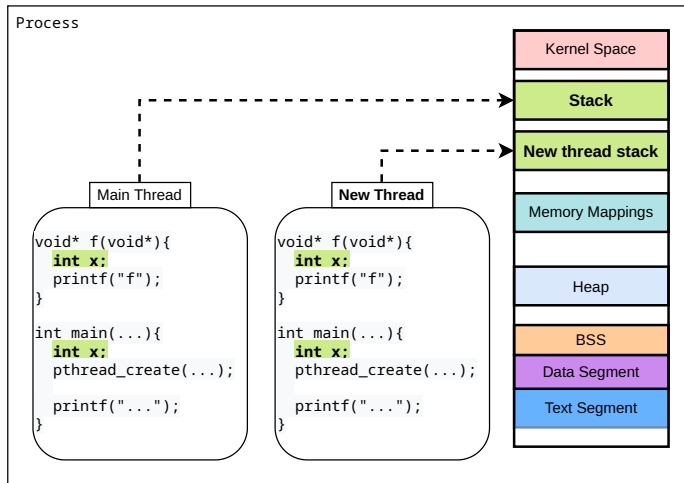 Process
Kernel Space
Stack
New thread stack
Main Thread
New Thread
Memory Mappings
void* f(void*){
int x;
printf("f");
}
int main(...){
int x;
pthread_create(...);
printf("...");
}
void* f(void*){
int x;
printf("f");
}
int main(...){
int x;
pthread_create(...);
printf("...");
}
Heap
BSS
Data Segment
Text Segment